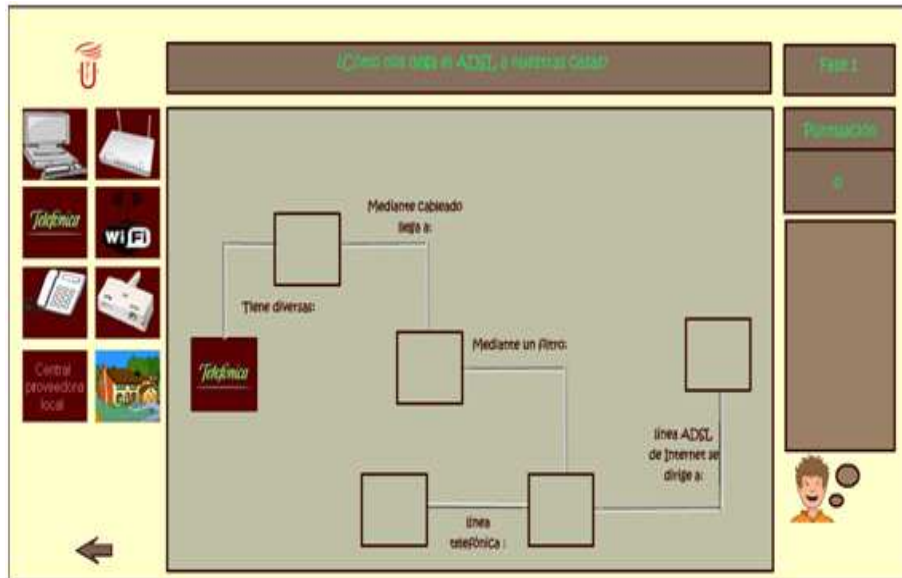 ¿Cómo nos llega el ADSL a nuestras casas?
Fase 1
Puntuación
0
Telefónica
WiFi
Central
proveedora
local
Mediante cableado
llega a:
Tiene diversas:
Telefónica
Mediante un filtro:
línea ADSL
de Internet se
dirige a:
línea
telefónica :